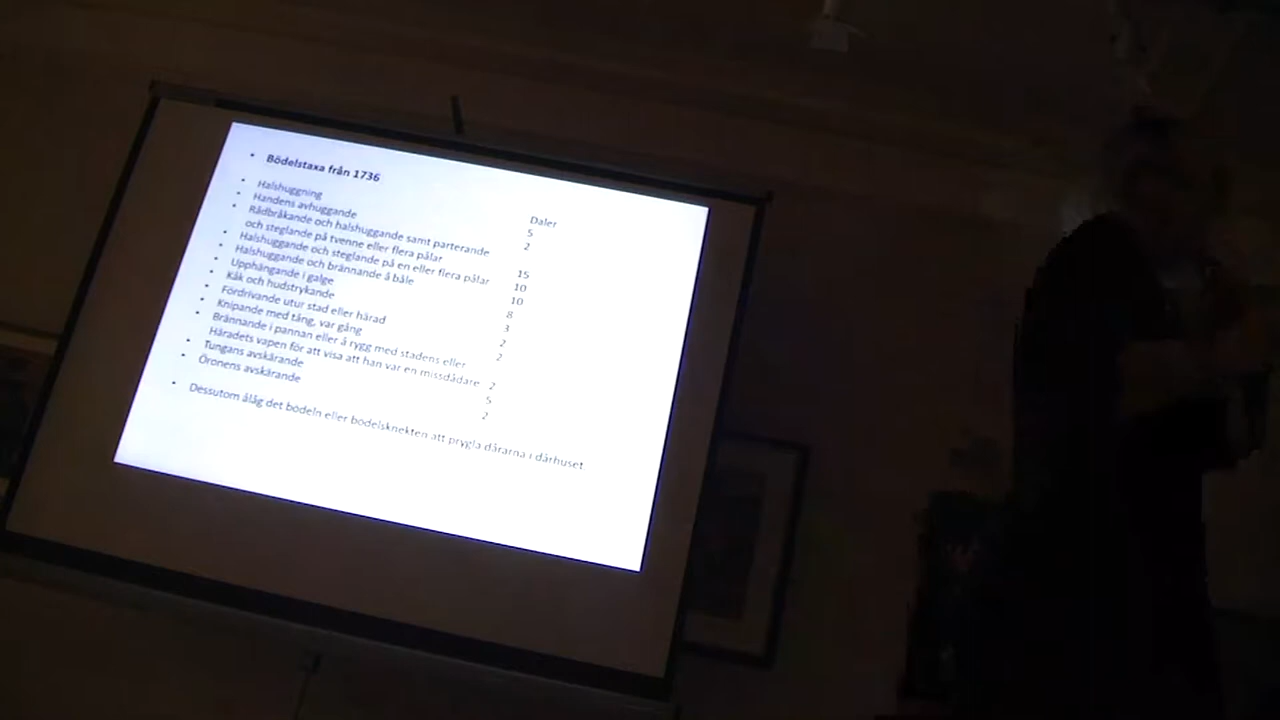 • Bödelstaxa från 1736
Daler
• Halshuggning 5
• Handens avhuggande 2
• Rådbråkande och halshuggande samt parterande
och steglande på tvenne eller flera pålar 15
• Halshuggande och steglande på en eller flera pålar 10
• Halshuggande och brännande å båle 10
• Upphängande i galge 8
• Kåk och hudstrykande 3
• Fördrivande utur stad eller härad 2
• Knipande med tång, var gång 2
• Brännande i pannan eller å rygg med stadens eller
Häradets vapen för att visa att han var en missdådare 2
• Tungans avskärande 5
• Öronens avskärande 2
• Dessutom ålåg det bödeln eller bödelsknekten att prygla dårarna i dårhuset